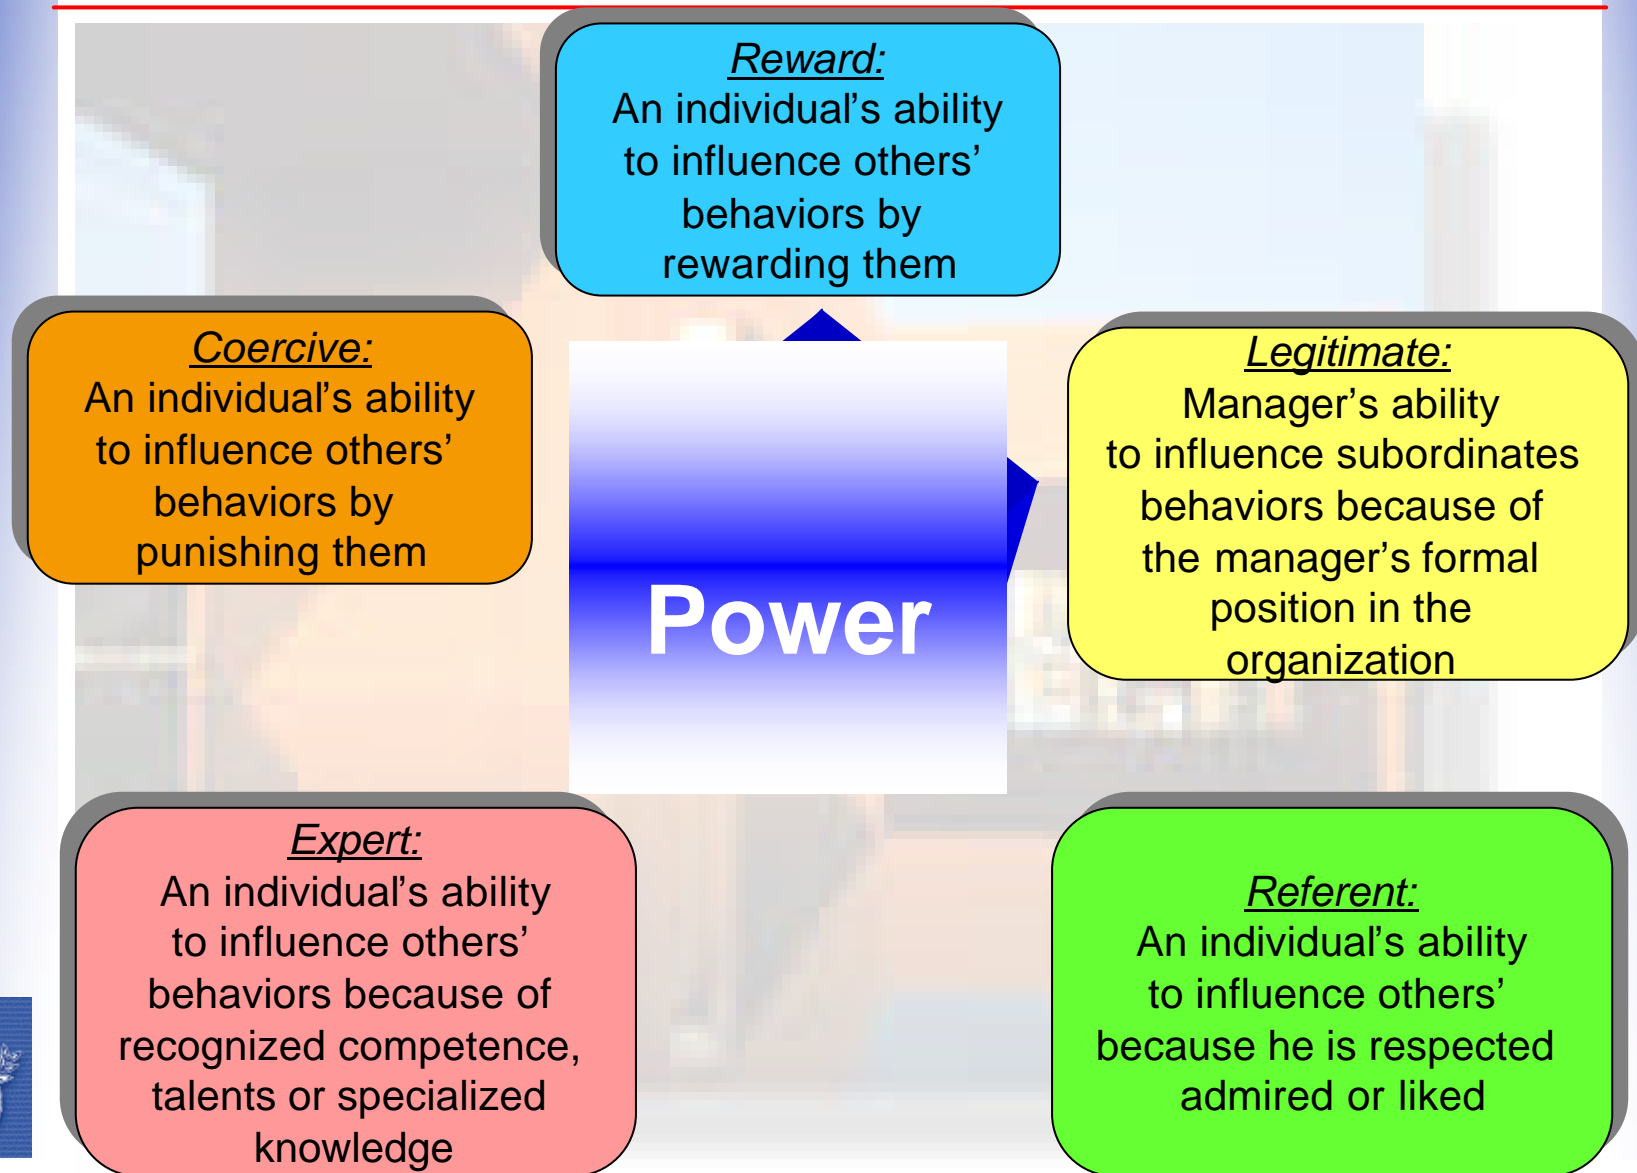 Reward:
An individual’s ability
to influence others’
behaviors by
rewarding them
Coercive:
An individual’s ability
to influence others’
behaviors by
punishing them
Legitimate:
Manager’s ability
to influence subordinates
behaviors because of
the manager’s formal
position in the
organization
Power
Expert:
An individual’s ability
to influence others’
behaviors because of
recognized competence,
talents or specialized
knowledge
Referent:
An individual’s ability
to influence others’
because he is respected
admired or liked